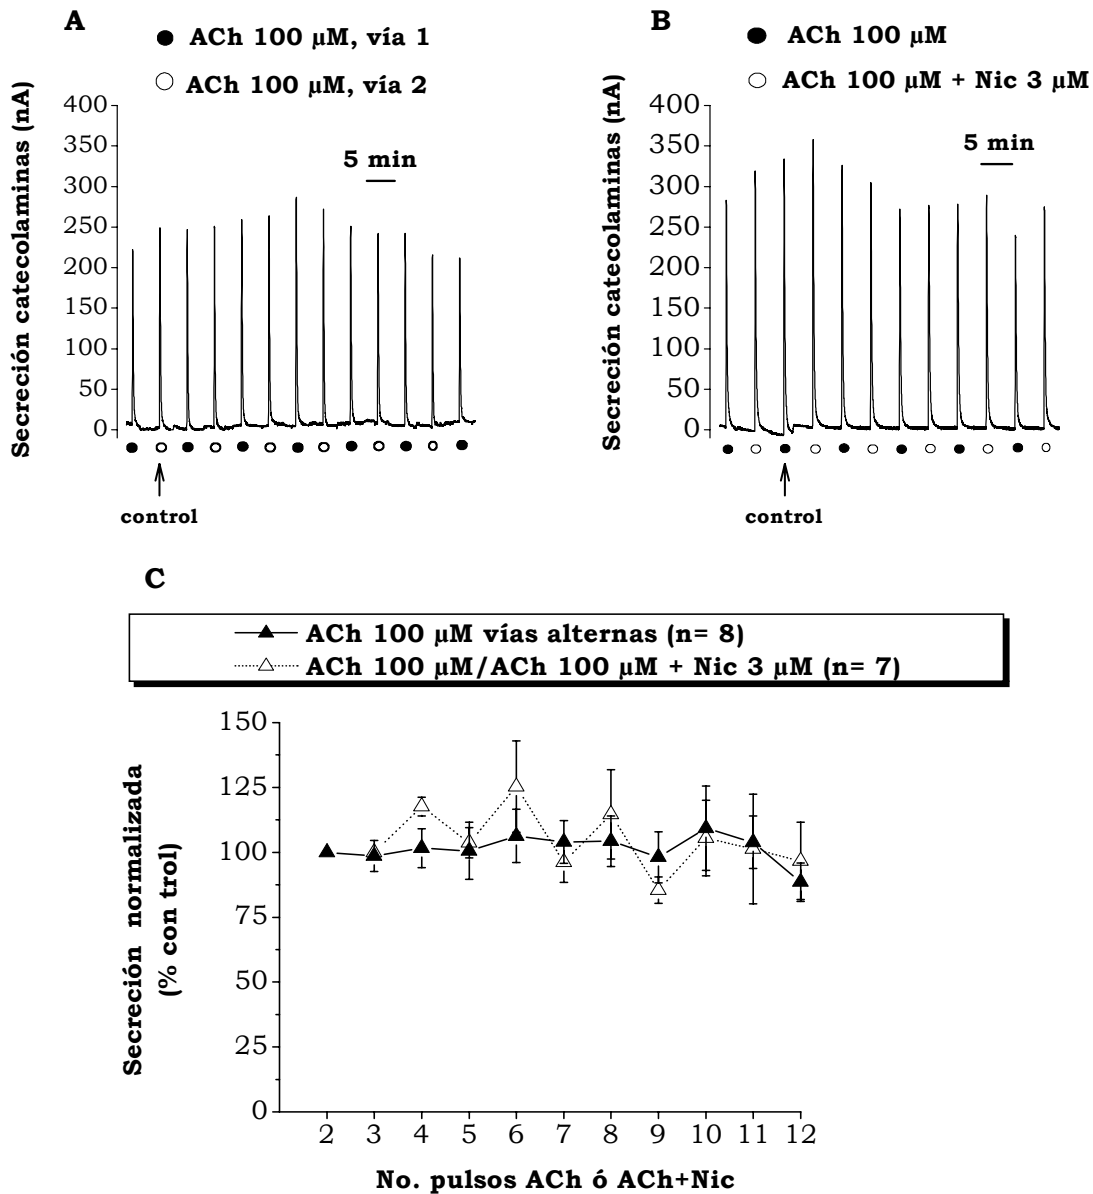 A
● ACh 100 µM, vía 1
○ ACh 100 µM, vía 2
Secreción catecolaminas (nA)
400
350
300
250
200
150
100
50
0
5 min
control
B
● ACh 100 µM
○ ACh 100 µM + Nic 3 µM
Secreción catecolaminas (nA)
400
350
300
250
200
150
100
50
0
5 min
control
C
ACh 100 µM vías alternas (n= 8)
ACh 100 µM/ACh 100 µM + Nic 3 µM (n= 7)
Secreción normalizada
(% con trol)
150
125
100
75
50
25
0
2 3 4 5 6 7 8 9 10 11 12
No. pulsos ACh ó ACh+Nic